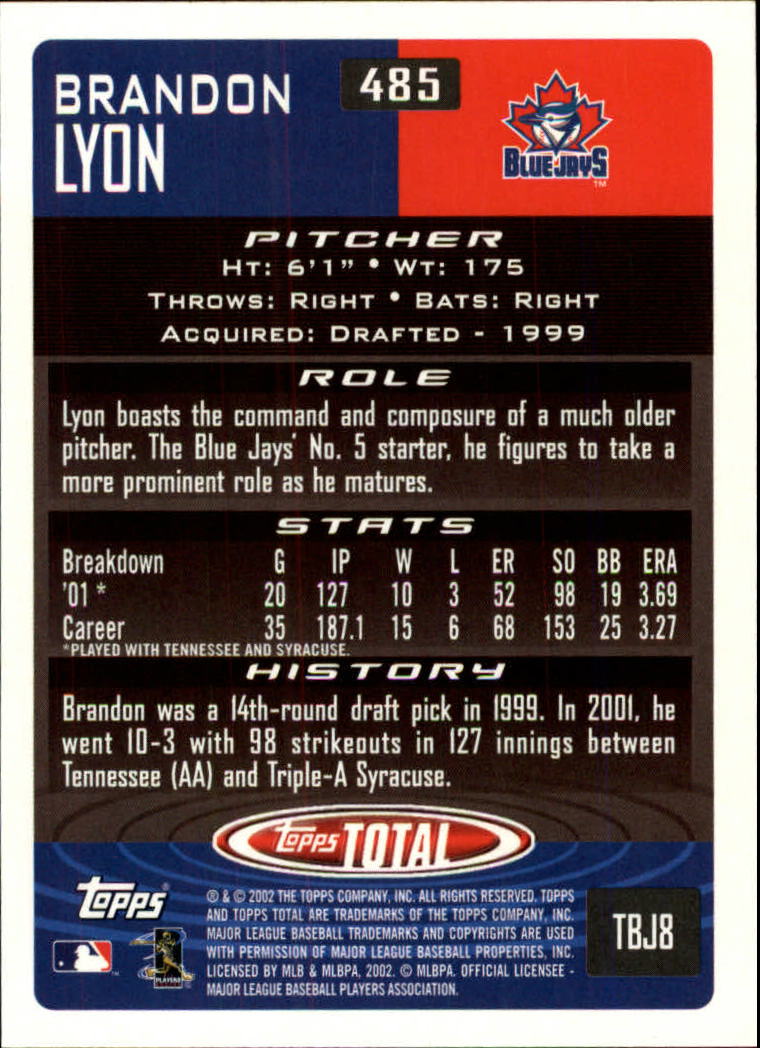 BRANDON
LYON
485
BLUE JAYS
TM
PITCHER
HT: 6'1" • WT: 175
THROWS: RIGHT • BATS: RIGHT
ACQUIRED: DRAFTED - 1999
ROLE
Lyon boasts the command and composure of a much older
pitcher. The Blue Jays' No. 5 starter, he figures to take a
more prominent role as he matures.
STATS
Breakdown G IP W L ER SO BB ERA
'01 * 20 127 10 3 52 98 19 3.69
Career 35 187.1 15 6 68 153 25 3.27
*PLAYED WITH TENNESSEE AND SYRACUSE.
HISTORY
Brandon was a 14th-round draft pick in 1999. In 2001, he
went 10-3 with 98 strikeouts in 127 innings between
Tennessee (AA) and Triple-A Syracuse.
Topps TOTAL
Topps®
® & © 2002 THE TOPPS COMPANY, INC. ALL RIGHTS RESERVED. TOPPS
AND TOPPS TOTAL ARE TRADEMARKS OF THE TOPPS COMPANY, INC.
MAJOR LEAGUE BASEBALL TRADEMARKS AND COPYRIGHTS ARE USED
WITH PERMISSION OF MAJOR LEAGUE BASEBALL PROPERTIES, INC.
LICENSED BY MLB & MLBPA, 2002. © MLBPA. OFFICIAL LICENSEE -
MAJOR LEAGUE BASEBALL PLAYERS ASSOCIATION.
PLAYERS
TBJ8